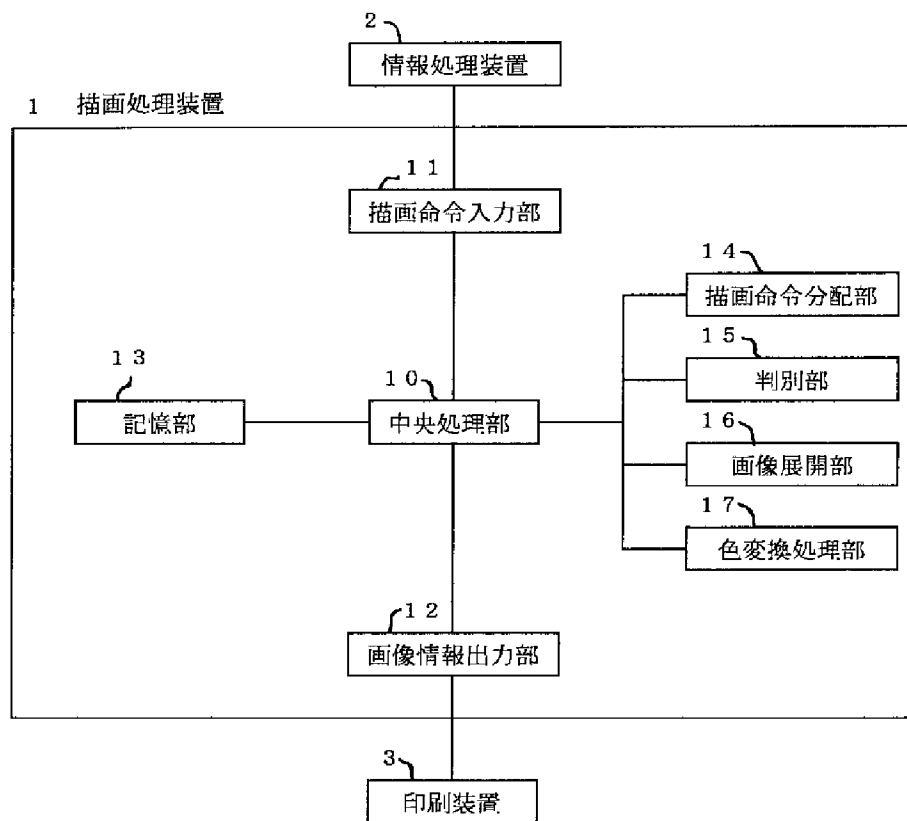 ２
情報処理装置
１　描画処理装置
１１
描画命令入力部
１４
描画命令分配部
１５
判別部
１３
記憶部
１０
中央処理部
１６
画像展開部
１７
色変換処理部
１２
画像情報出力部
３
印刷装置